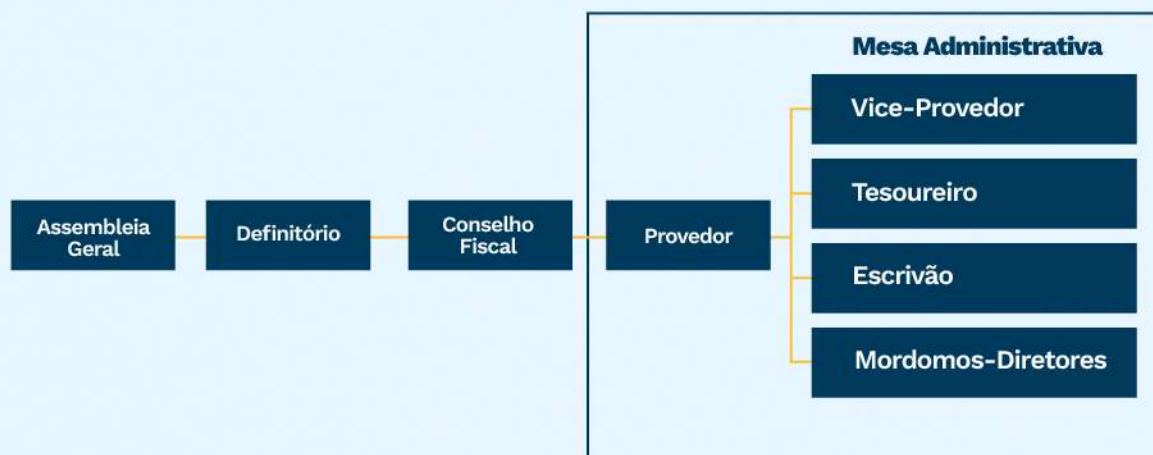 Mesa Administrativa
Vice-Provedor
Tesoureiro
Assembleia
Geral
Definitório
Conselho
Fiscal
Provedor
Escrivão
Mordomos-Diretores